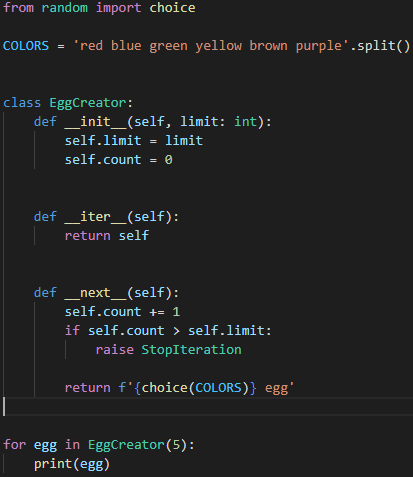 from random import choice
COLORS = 'red blue green yellow brown purple'.split()
class EggCreator:
    def __init__(self, limit: int):
        self.limit = limit
        self.count = 0
    def __iter__(self):
        return self
    def __next__(self):
        self.count += 1
        if self.count > self.limit:
            raise StopIteration
        return f'{choice(COLORS)} egg'
for egg in EggCreator(5):
    print(egg)